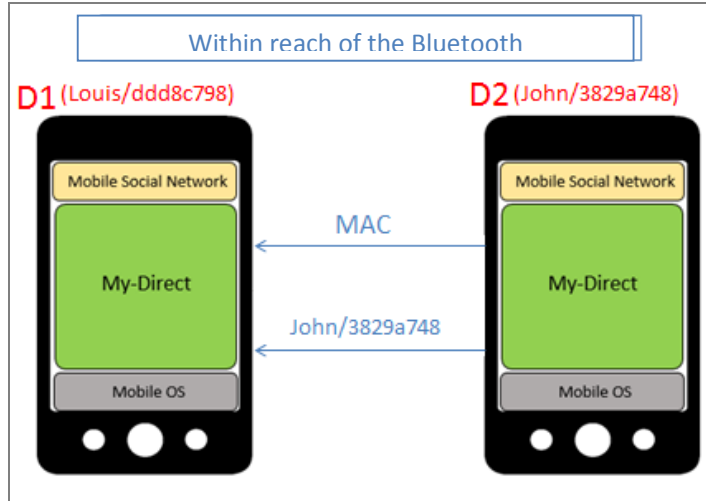 Within reach of the Bluetooth
D1 (Louis/ddd8c798)
D2 (John/3829a748)
Mobile Social Network
Mobile Social Network
MAC
My-Direct
My-Direct
John/3829a748
Mobile OS
Mobile OS